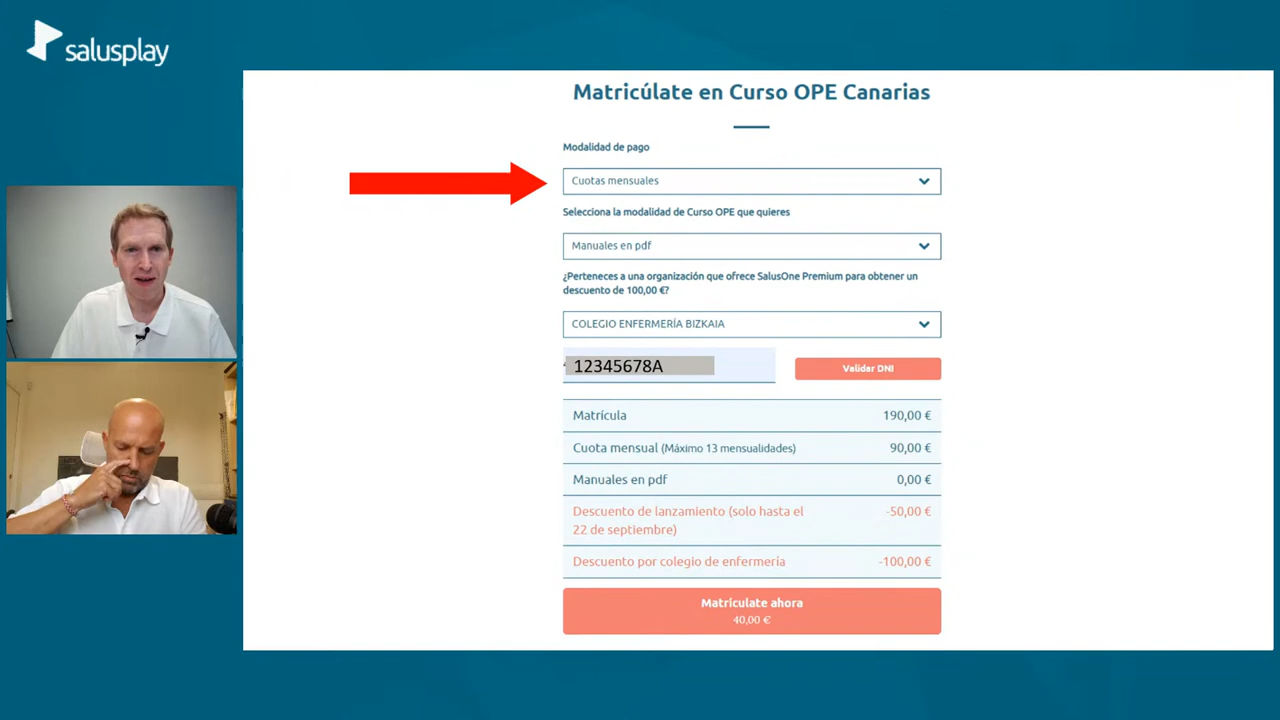 salusplay
Matricúlate en Curso OPE Canarias
Modalidad de pago
Cuotas mensuales
Selecciona la modalidad de Curso OPE que quieres
Manuales en pdf
¿Perteneces a una organización que ofrece SalusOne Premium para obtener un
descuento de 100,00 €?
COLEGIO ENFERMERÍA BIZKAIA
12345678A
Validar DNI
Matrícula 190,00 €
Cuota mensual (Máximo 13 mensualidades) 90,00 €
Manuales en pdf 0,00 €
Descuento de lanzamiento (solo hasta el -50,00 €
22 de septiembre)
Descuento por colegio de enfermería -100,00 €
Matrículate ahora
40,00 €